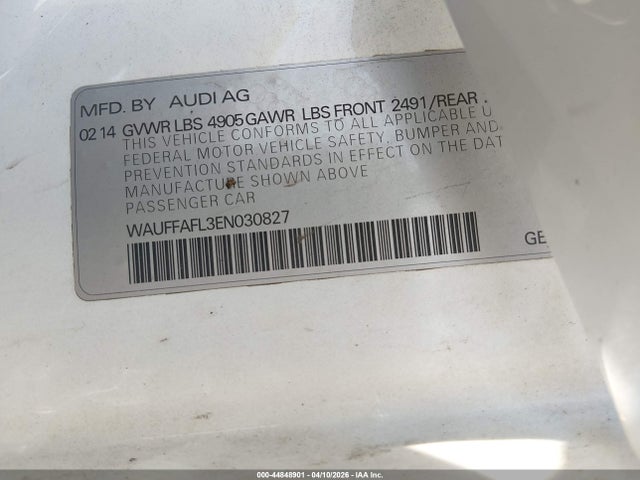 MFD. BY AUDI AG
02 14 GVWR LBS 4905 GAWR LBS FRONT 2491/REAR
THIS VEHICLE CONFORMS TO ALL APPLICABLE U
FEDERAL MOTOR VEHICLE SAFETY, BUMPER AND
PREVENTION STANDARDS IN EFFECT ON THE DAT
MANUFACTURE SHOWN ABOVE
PASSENGER CAR
WAUFFAFL3EN030827
GE
000-44848901 - 04/10/2026 - IAA Inc.